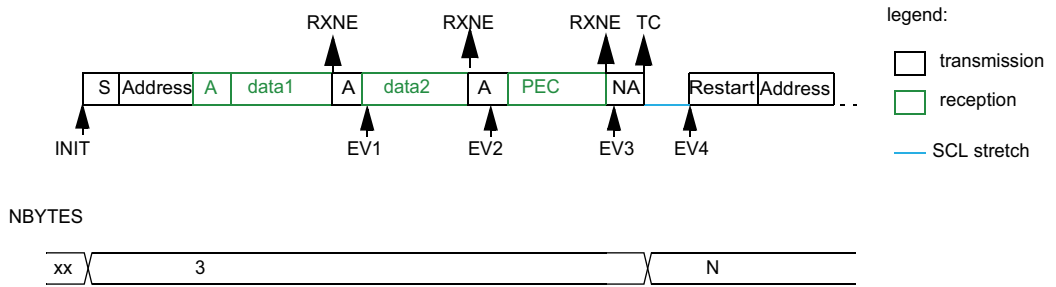 legend:
RXNE RXNE RXNE TC
transmission
S Address A data1 A data2 A PEC NA Restart Address
reception
INIT EV1 EV2 EV3 EV4
SCL stretch
NBYTES
xx 3 N